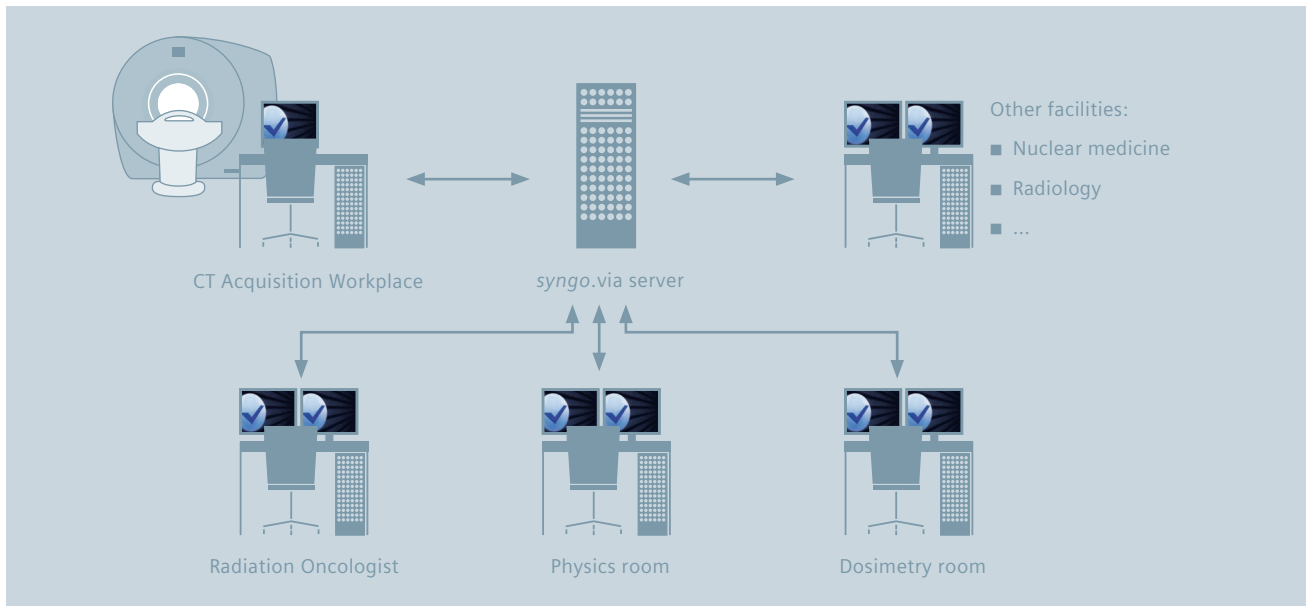 Other facilities:
■ Nuclear medicine
■ Radiology
■ ...
CT Acquisition Workplace
syngo.via server
Radiation Oncologist
Physics room
Dosimetry room